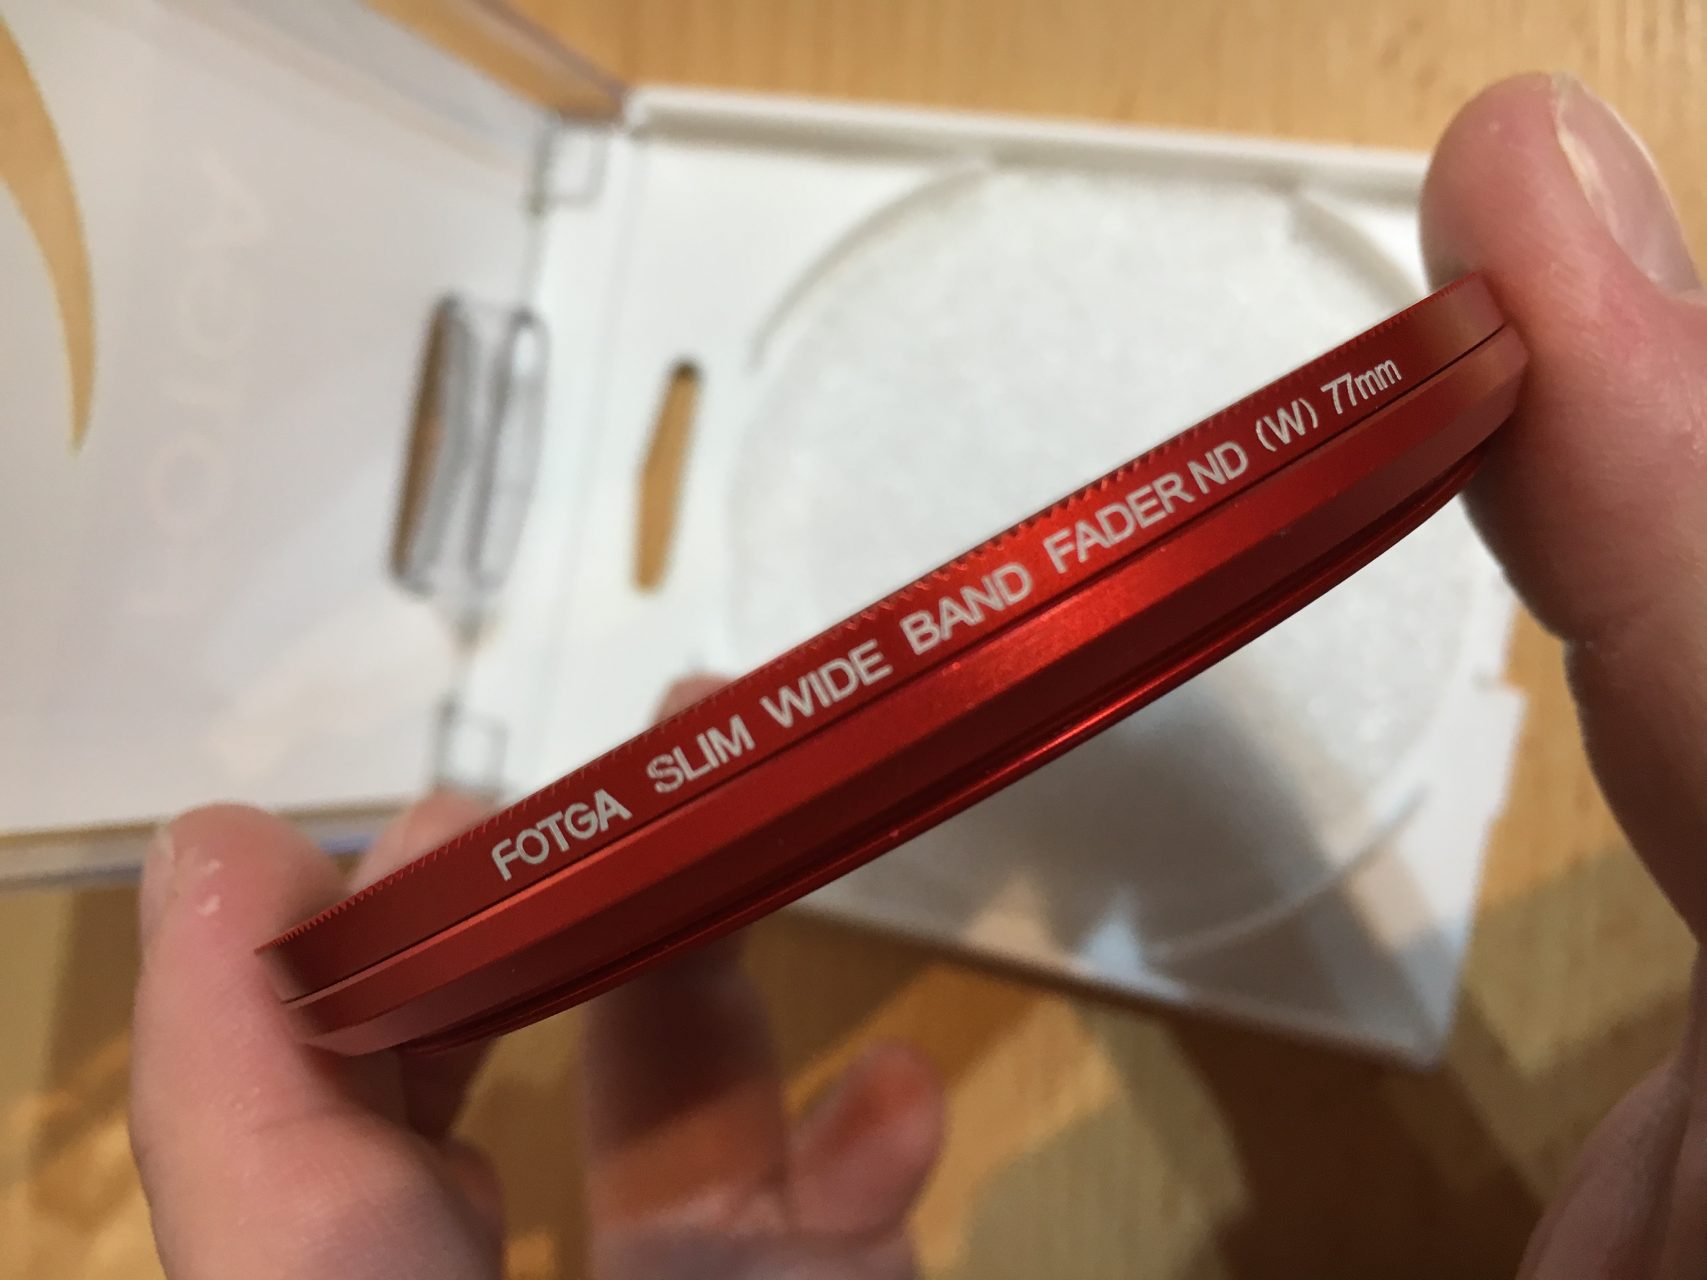 FOTGA SLIM WIDE BAND FADER ND (W) 77mm